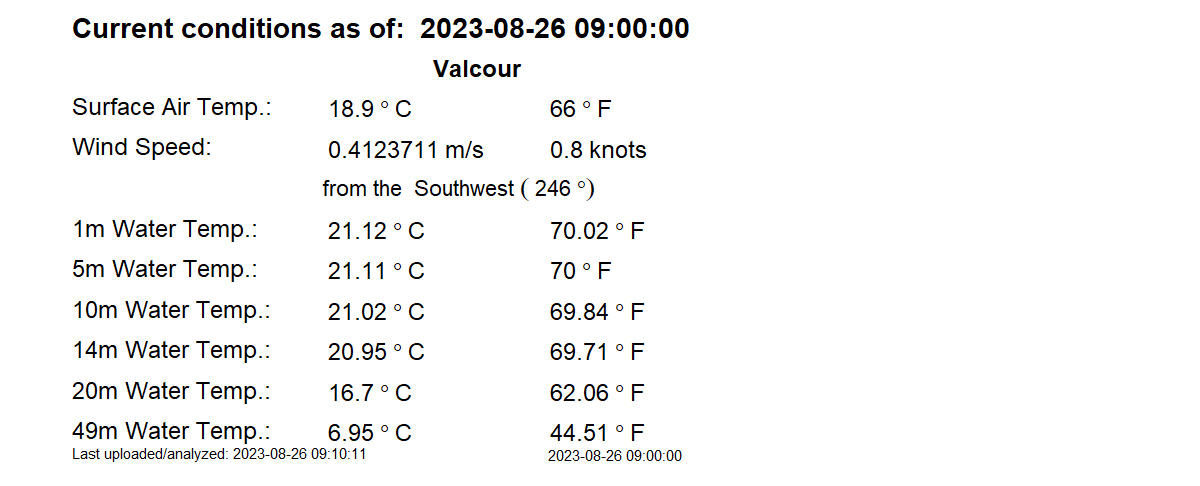 Current conditions as of: 2023-08-26 09:00:00
Valcour
Surface Air Temp.: 18.9 ° C 66 ° F
Wind Speed: 0.4123711 m/s 0.8 knots
from the Southwest ( 246 °)
1m Water Temp.: 21.12 ° C 70.02 ° F
5m Water Temp.: 21.11 ° C 70 ° F
10m Water Temp.: 21.02 ° C 69.84 ° F
14m Water Temp.: 20.95 ° C 69.71 ° F
20m Water Temp.: 16.7 ° C 62.06 ° F
49m Water Temp.: 6.95 ° C 44.51 ° F
Last uploaded/analyzed: 2023-08-26 09:10:11 2023-08-26 09:00:00